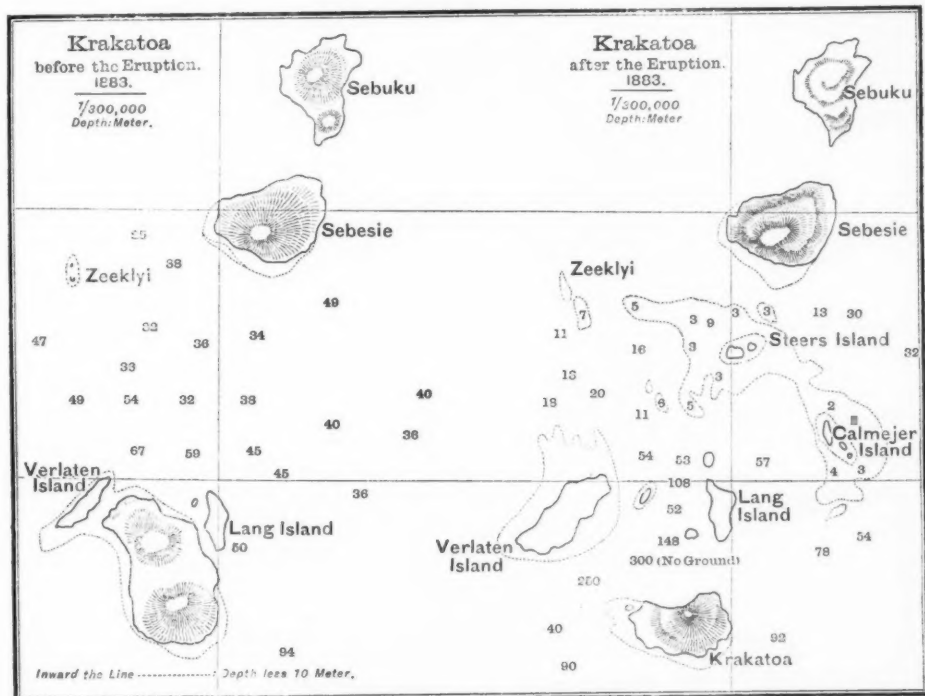 Krakatoa
before the Eruption.
1883.
1/300,000
Depth: Meter.
Sebuku
Sebesie
38
Zeeklyi
49
47
36
34
33
49
54
32
38
40
40
36
67
59
45
45
Verlaten
Island
36
Lang Island
50
94
Inward the Line Depth less 10 Meter.
Krakatoa
after the Eruption.
1883.
1/300,000
Depth: Meter
Sebuku
Sebesie
Zeeklyi
7
5
3
9
3
3
13
30
11
Steers Island
16
3
32
3
20
11
6
5
2
Calmejer
Island
54
53
57
4
3
108
Lang
Island
52
Verlaten
Island
148
54
78
300 (No Ground)
250
40
92
Krakatoa
90